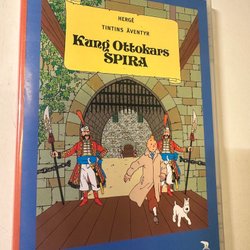 HERGÉ
TINTINS ÄVENTYR
Kung Ottokars
SPIRA